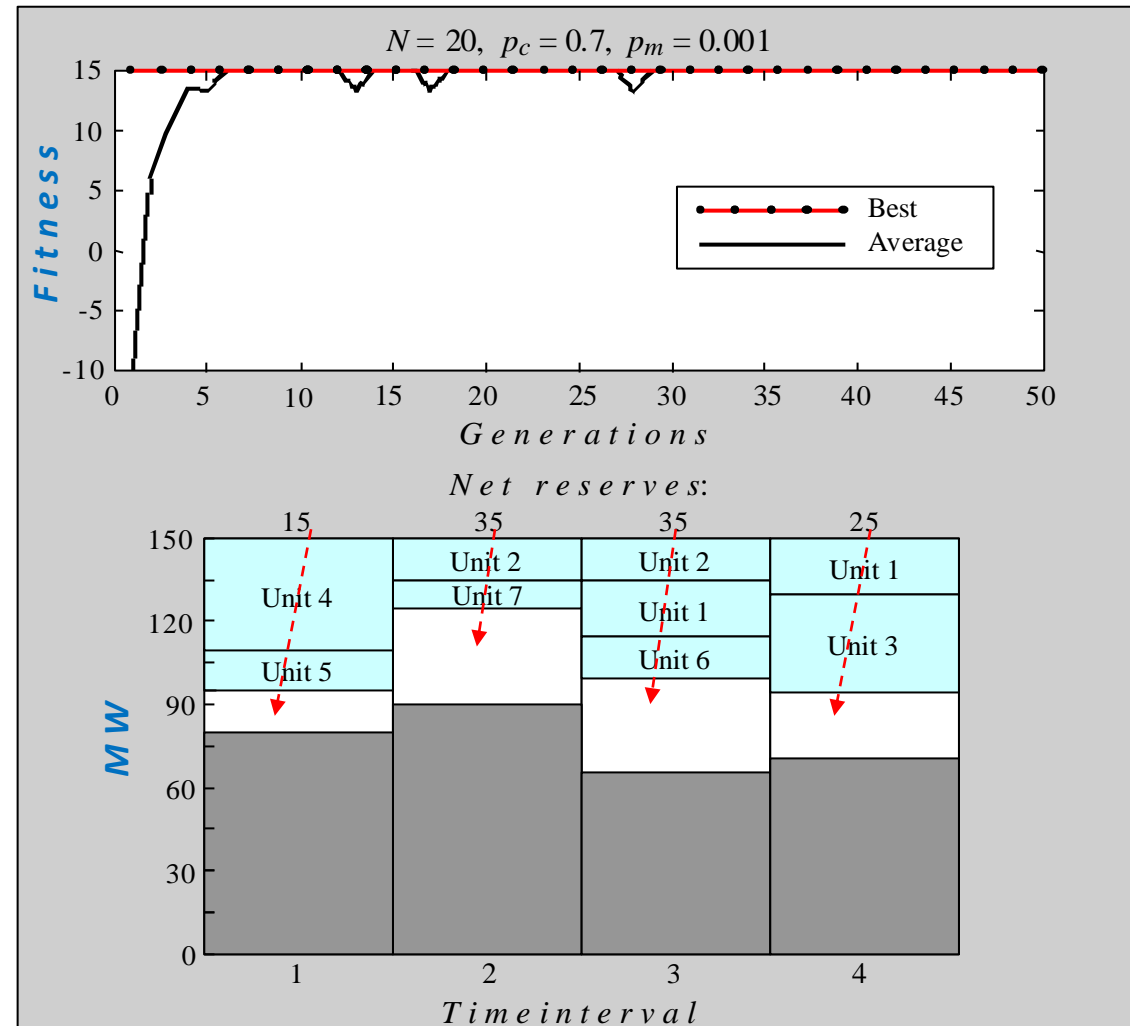 N = 20, pc = 0.7, pm = 0.001
15
10
5
0
-5
-10
Fitness
Best
Average
0 5 10 15 20 25 30 35 40 45 50
Generations
Net reserves:
15 35 35 25
150
120
90
60
30
0
MW
Unit 4
Unit 5
Unit 2
Unit 7
Unit 2
Unit 1
Unit 6
Unit 1
Unit 3
1 2 3 4
Timeinterval